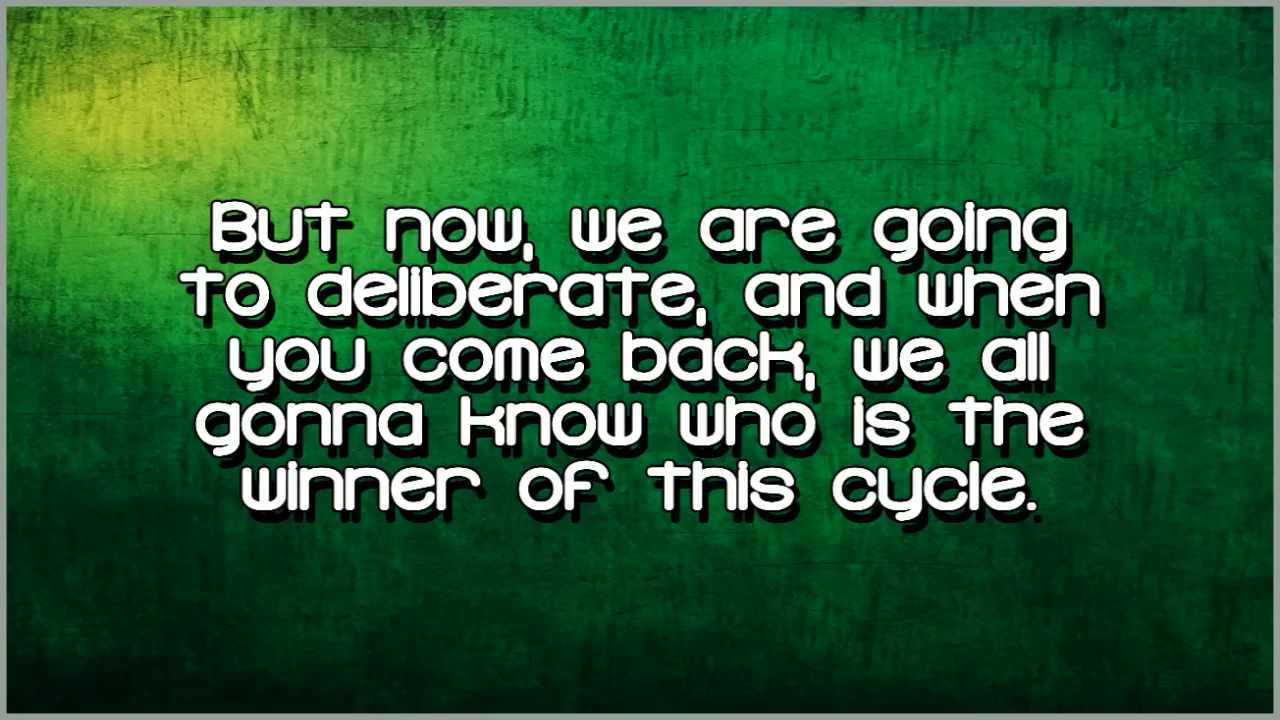 But now, we are going
to deliberate, and when
you come back, we all
gonna know who is the
winner of this cycle.